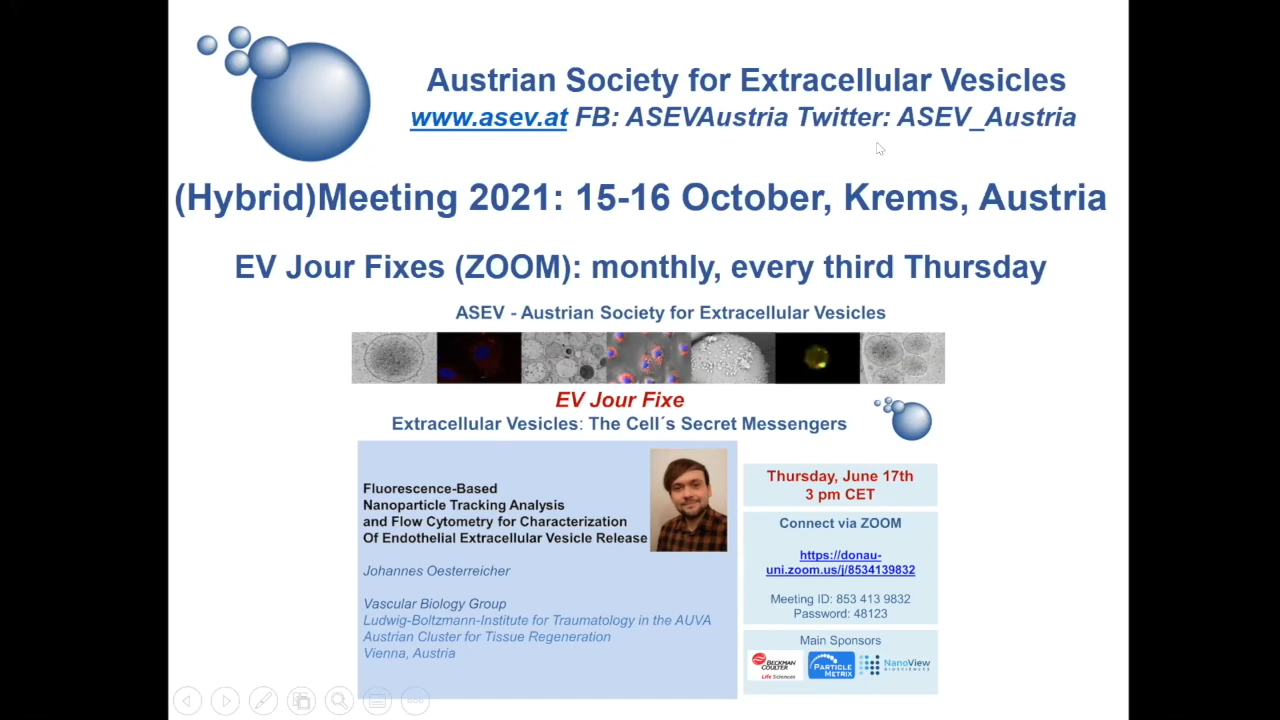 Austrian Society for Extracellular Vesicles
www.asev.at FB: ASEVAustria Twitter: ASEV_Austria
(Hybrid)Meeting 2021: 15-16 October, Krems, Austria
EV Jour Fixes (ZOOM): monthly, every third Thursday
ASEV - Austrian Society for Extracellular Vesicles
EV Jour Fixe
Extracellular Vesicles: The Cell´s Secret Messengers
Fluorescence-Based
Nanoparticle Tracking Analysis
and Flow Cytometry for Characterization
Of Endothelial Extracellular Vesicle Release
Johannes Oesterreicher
Vascular Biology Group
Ludwig-Boltzmann-Institute for Traumatology in the AUVA
Austrian Cluster for Tissue Regeneration
Vienna, Austria
Thursday, June 17th
3 pm CET
Connect via ZOOM
https://donau-
uni.zoom.us/j/8534139832
Meeting ID: 853 413 9832
Password: 48123
Main Sponsors
BECKMAN
COULTER
Life Sciences
PARTICLE
METRIX
NanoView
BIOSCIENCES